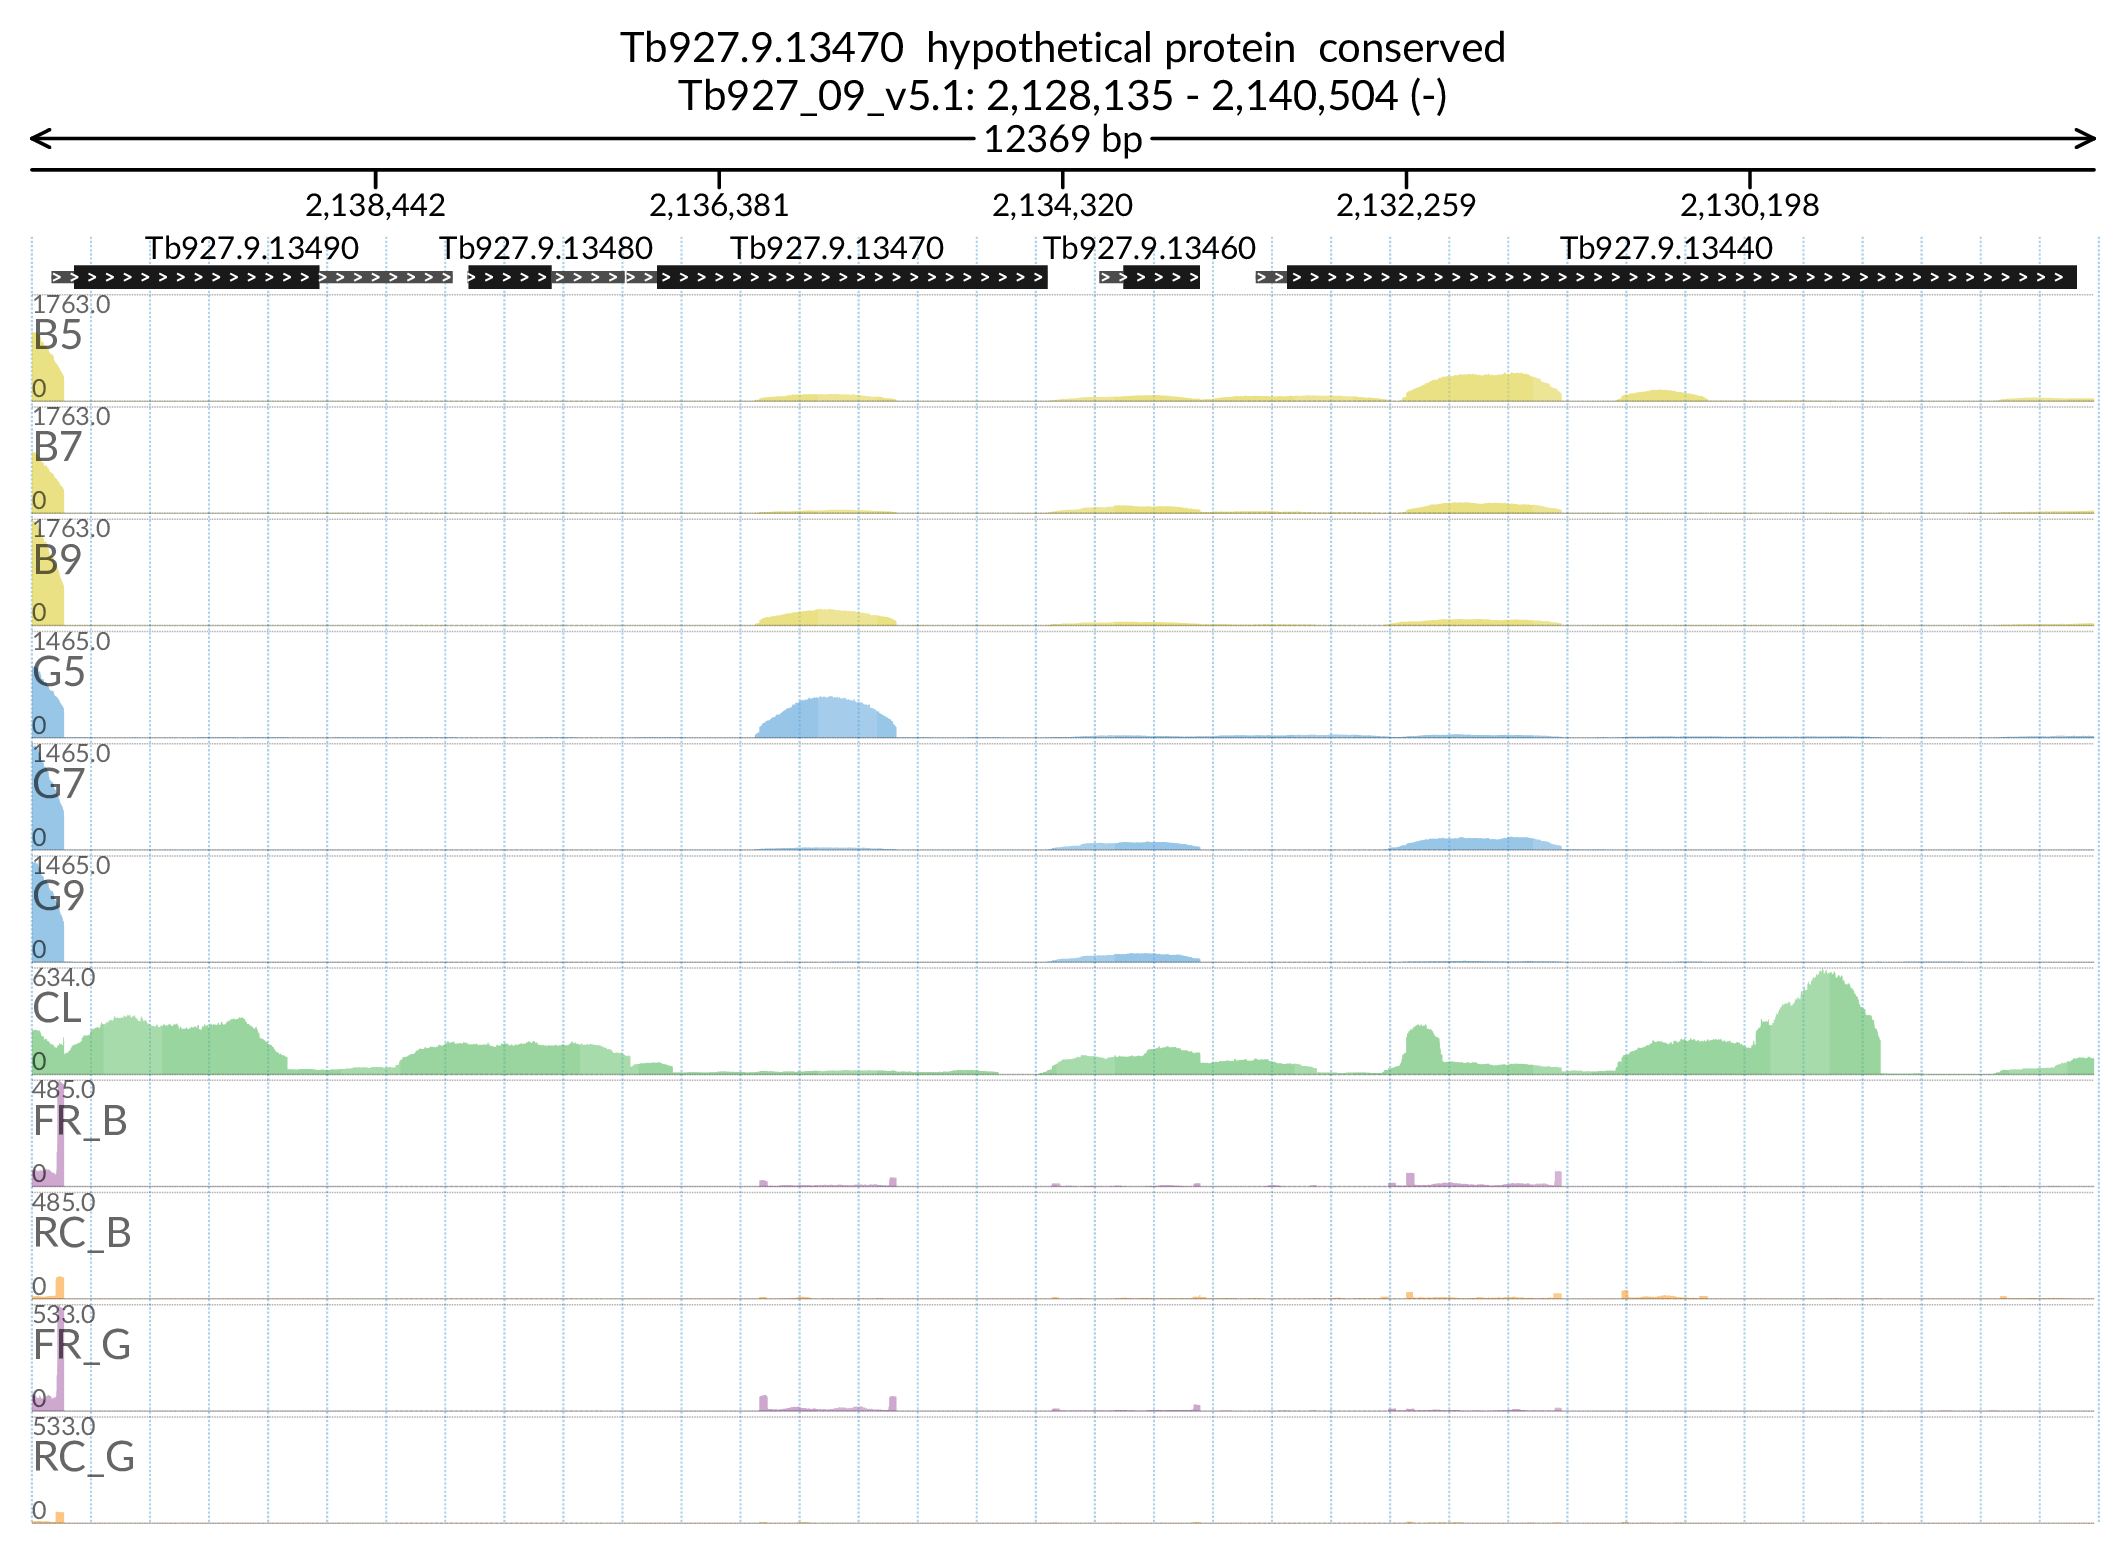 Tb927.9.13470  hypothetical protein  conserved
Tb927_09_v5.1: 2,128,135 - 2,140,504 (-)
12369 bp
2,138,442 2,136,381 2,134,320 2,132,259 2,130,198
Tb927.9.13490 Tb927.9.13480 Tb927.9.13470 Tb927.9.13460 Tb927.9.13440
1763.0
B5
0
1763.0
B7
0
1763.0
B9
0
1465.0
G5
0
1465.0
G7
0
1465.0
G9
0
634.0
CL
0
485.0
FR_B
0
485.0
RC_B
0
533.0
FR_G
0
533.0
RC_G
0